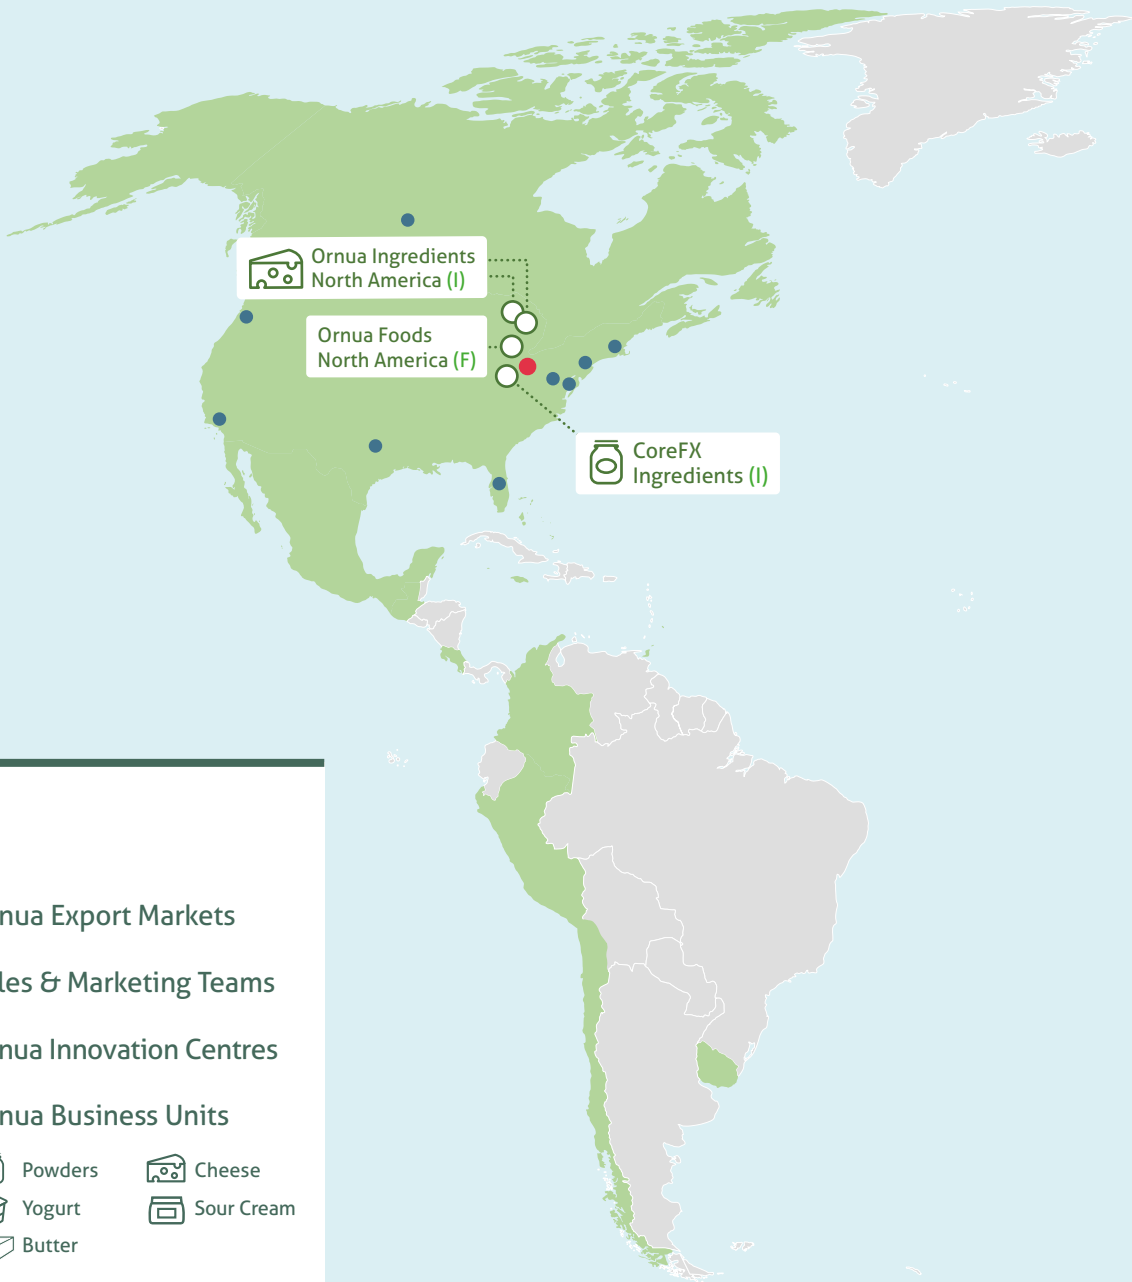 Ornua Ingredients
North America (I)
Ornua Foods
North America (F)
CoreFX
Ingredients (I)
nua Export Markets
les & Marketing Teams
nua Innovation Centres
nua Business Units
Powders
Cheese
Yogurt
Sour Cream
Butter